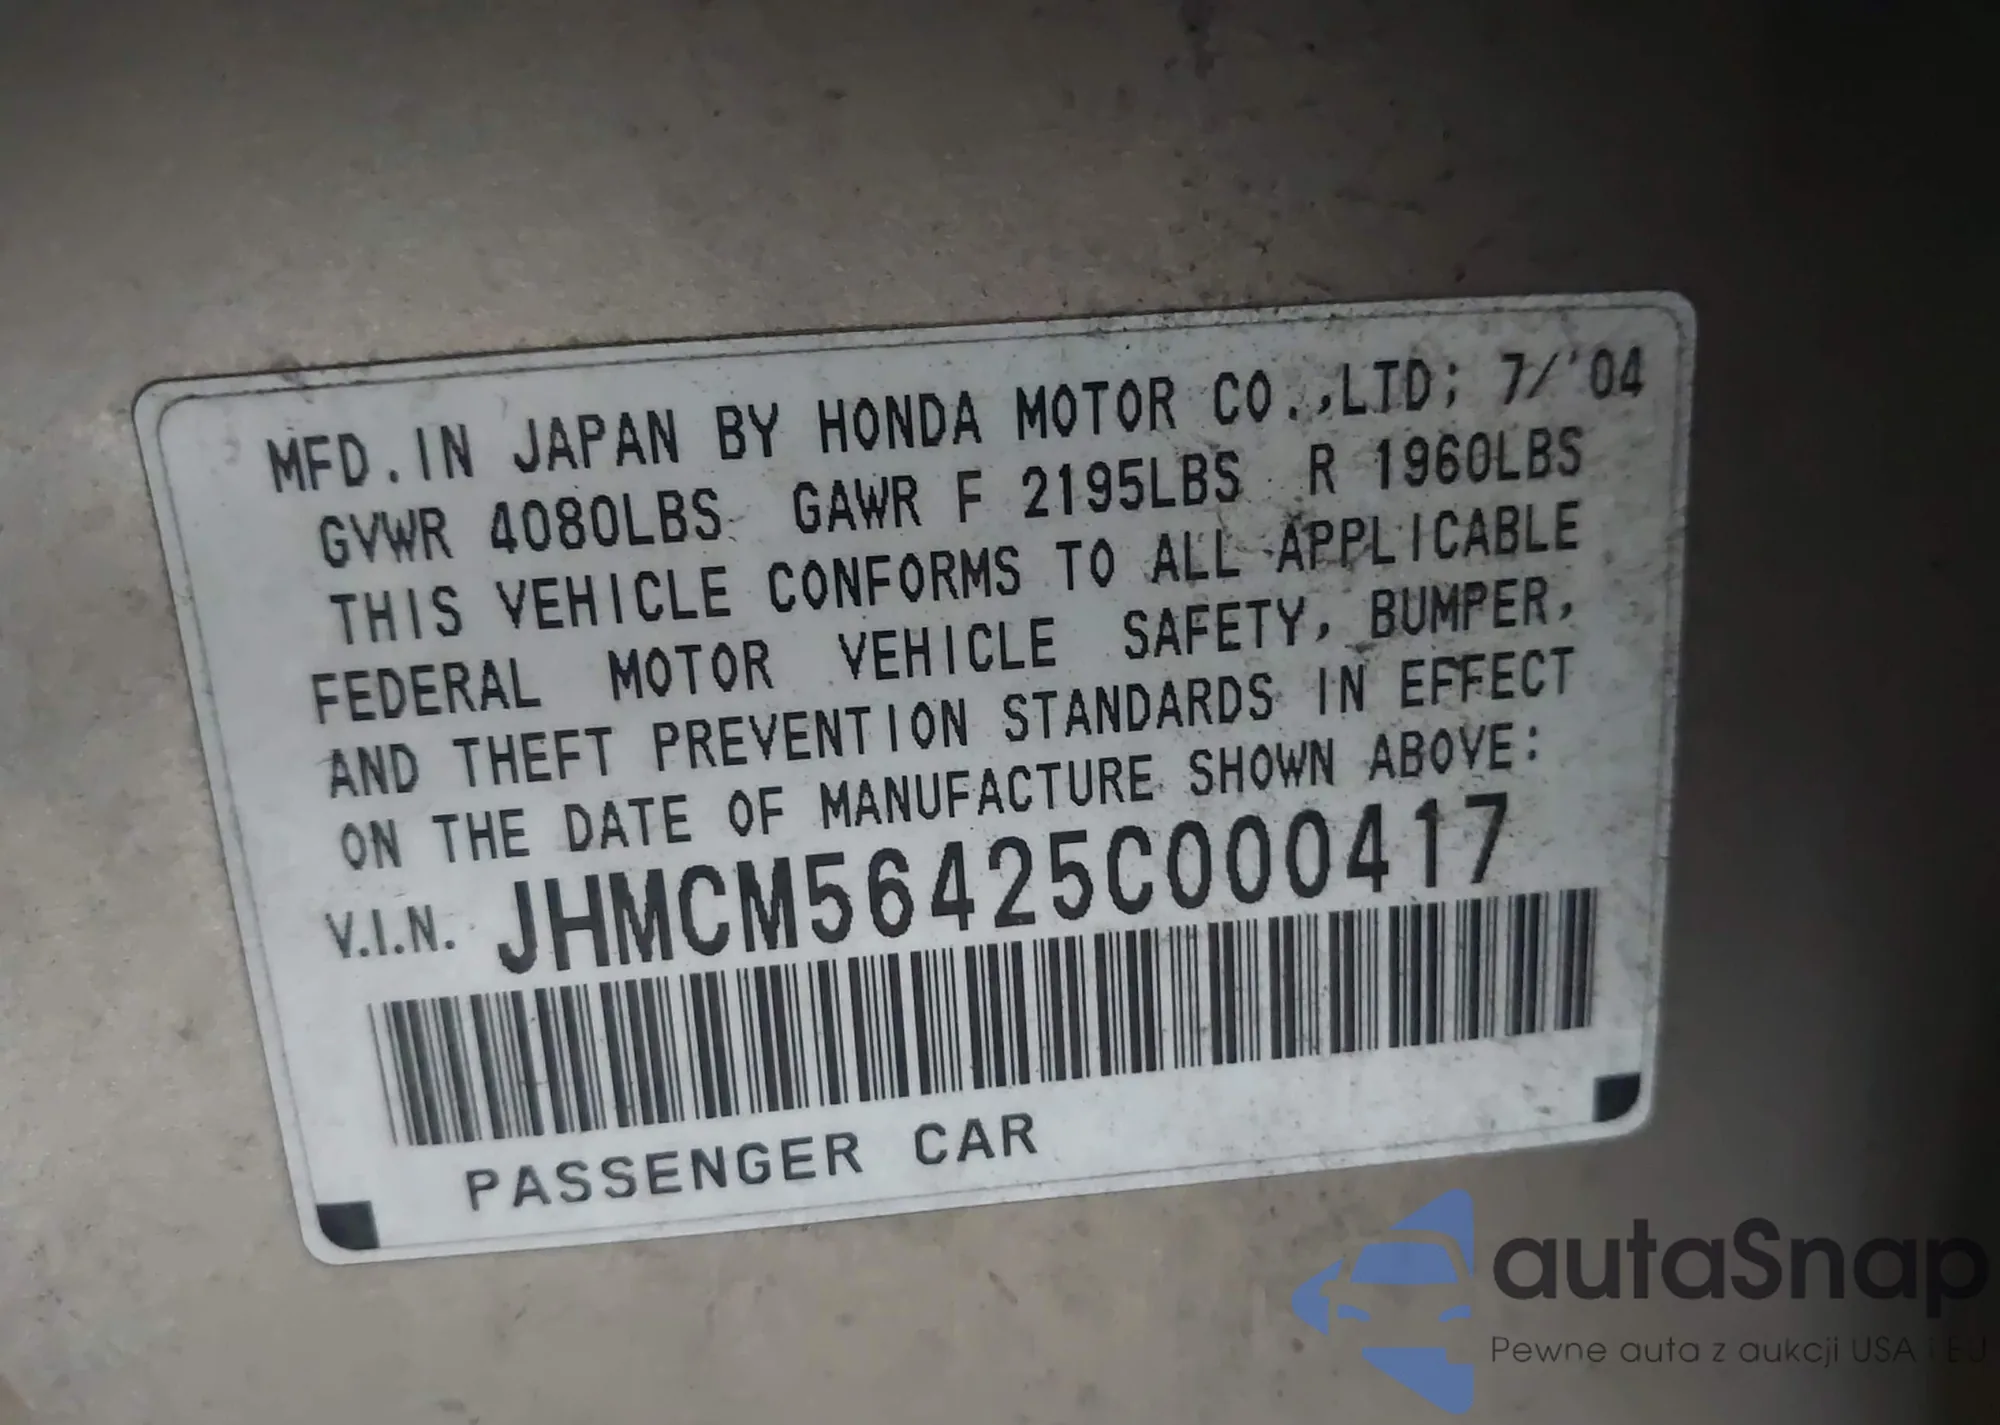 MFD. IN JAPAN BY HONDA MOTOR CO.,LTD; 7/'04
GVWR 4080LBS GAWR F 2195LBS R 1960LBS
THIS VEHICLE CONFORMS TO ALL APPLICABLE
FEDERAL MOTOR VEHICLE SAFETY, BUMPER,
AND THEFT PREVENTION STANDARDS IN EFFECT
ON THE DATE OF MANUFACTURE SHOWN ABOVE:
V.I.N. JHMCM56425C000417
PASSENGER CAR
autaSnap
Pewne auta z aukcji USA i EU